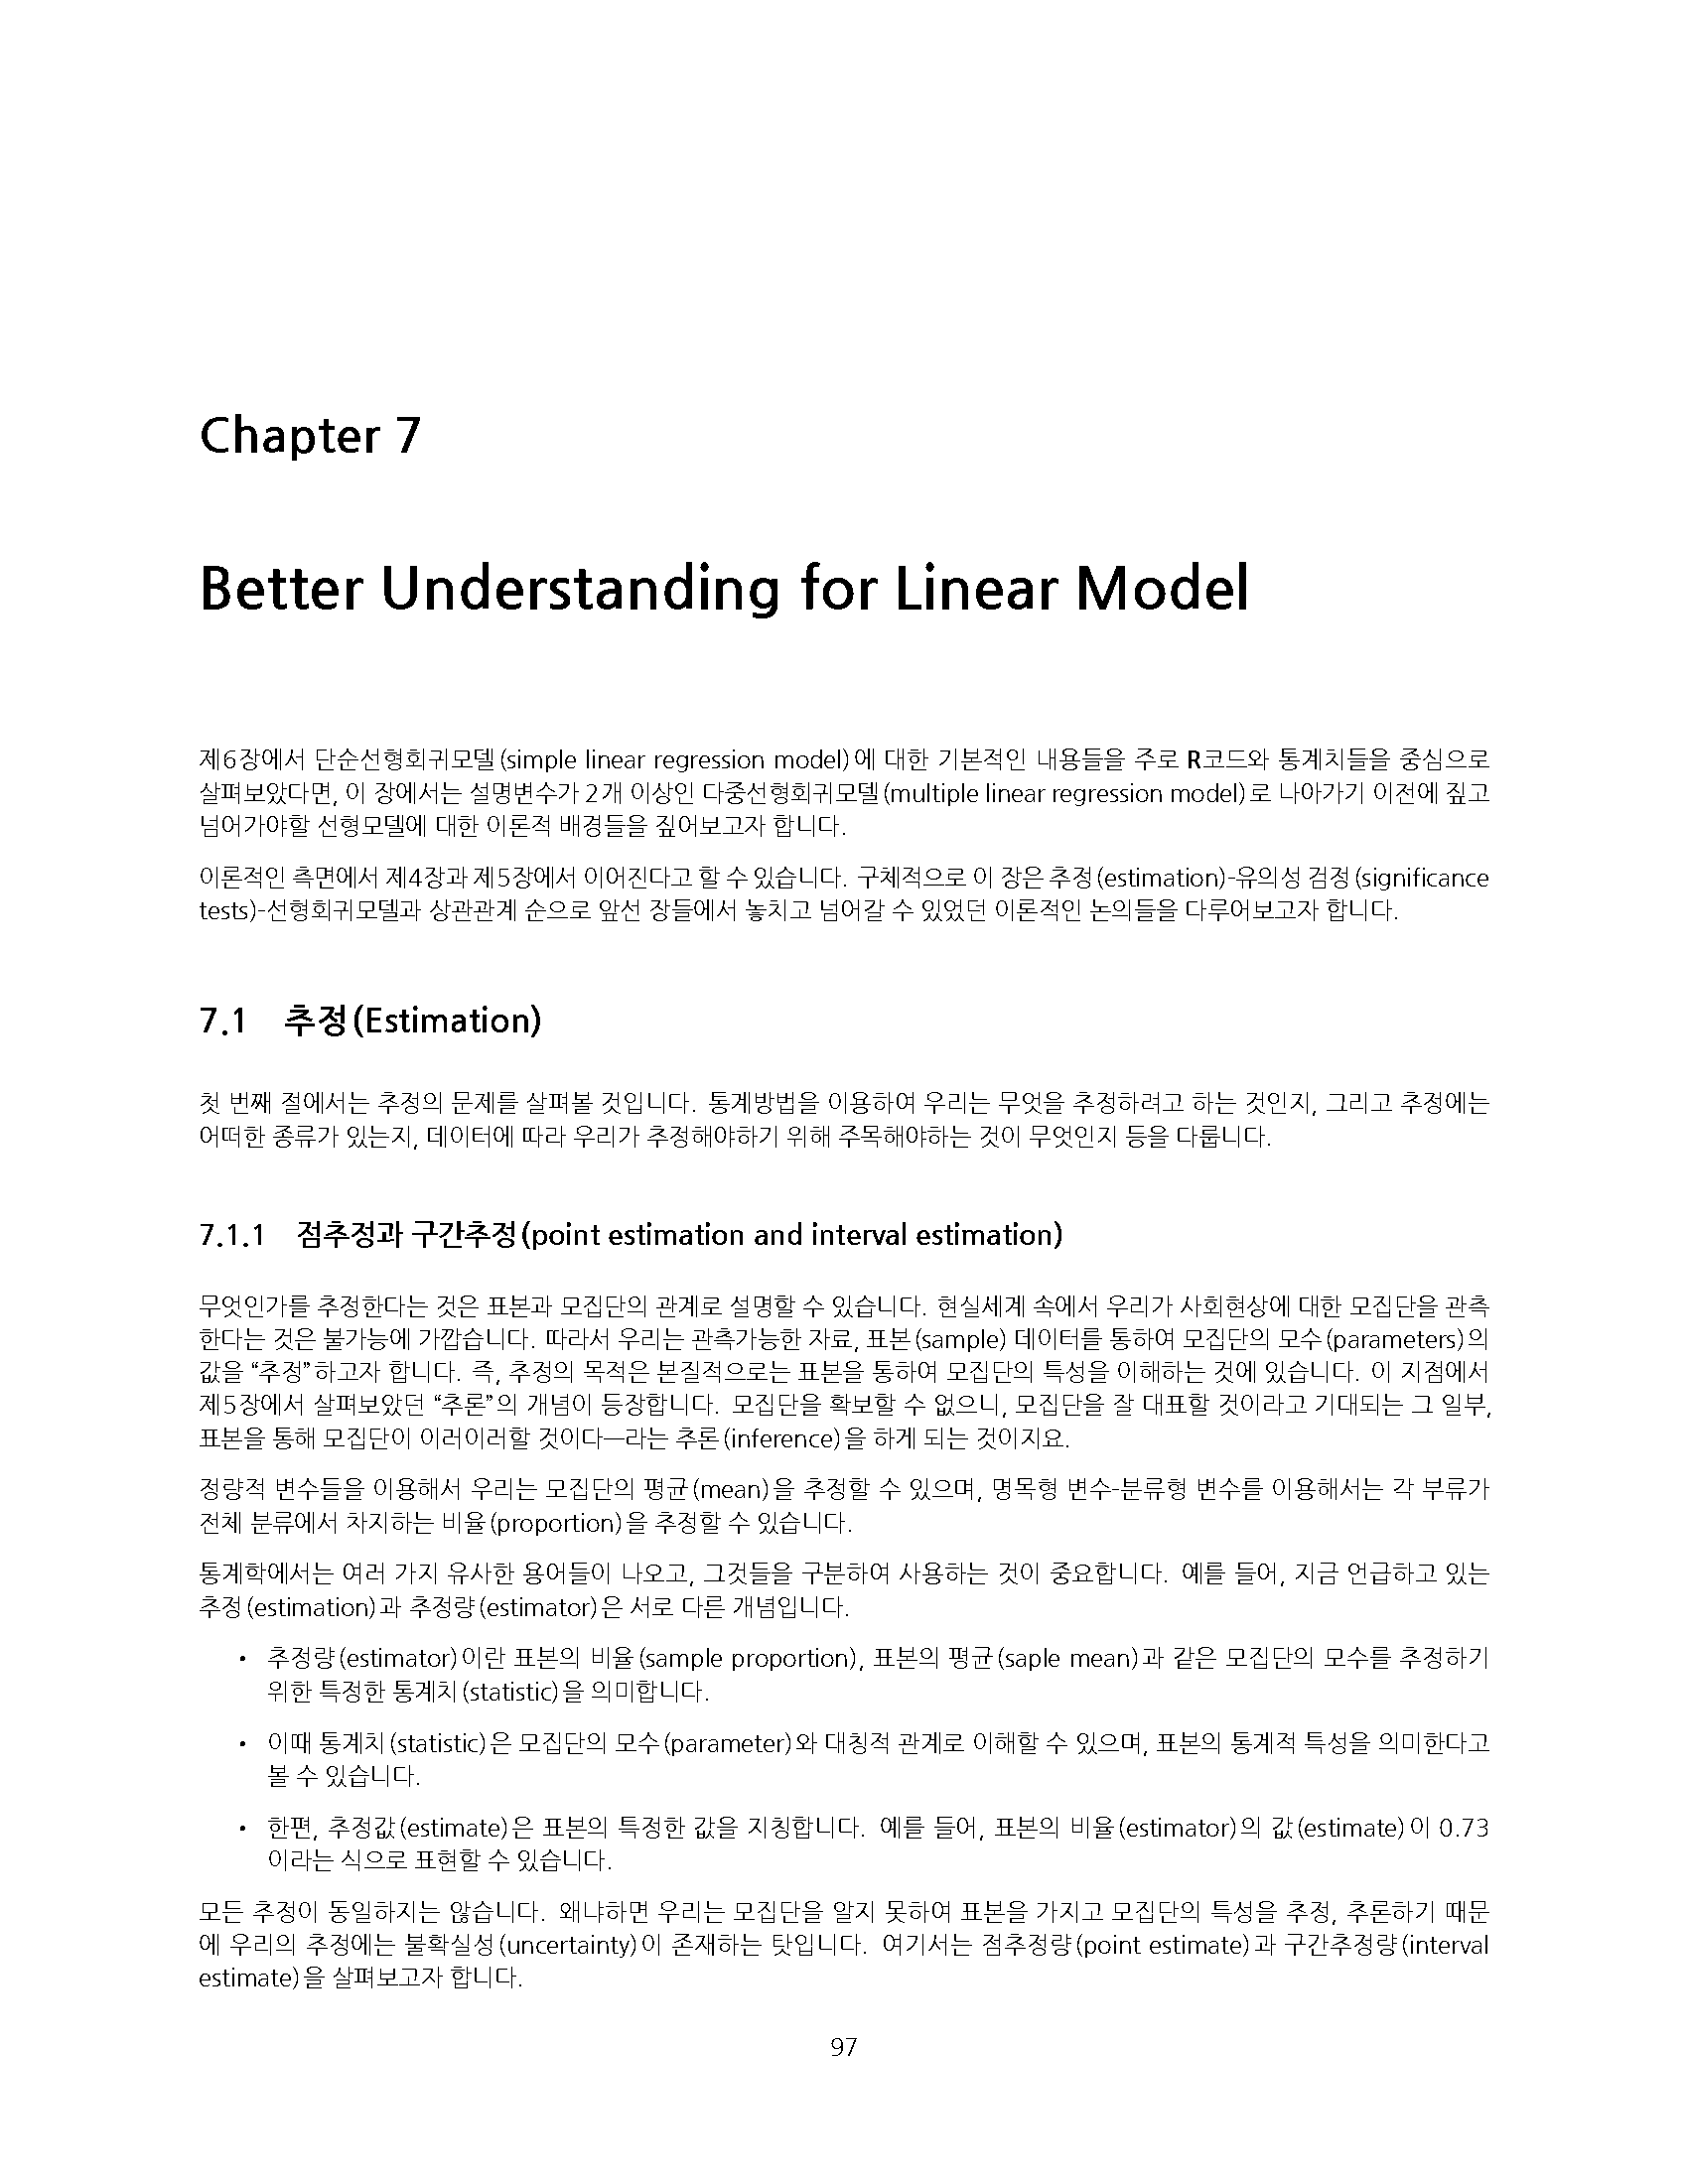 Chapter 7
Better Understanding for Linear Model
제6장에서 단순선형회귀모델(simple linear regression model)에 대한 기본적인 내용들을 주로 R코드와 통계치들을 중심으로
살펴보았다면, 이 장에서는 설명변수가 2개 이상인 다중선형회귀모델(multiple linear regression model)로 나아가기 이전에 짚고
넘어가야할 선형모델에 대한 이론적 배경들을 짚어보고자 합니다.
이론적인 측면에서 제4장과 제5장에서 이어진다고 할 수 있습니다. 구체적으로 이 장은 추정(estimation)-유의성 검정(significance
tests)-선형회귀모델과 상관관계 순으로 앞선 장들에서 놓치고 넘어갈 수 있었던 이론적인 논의들을 다루어보고자 합니다.
7.1 추정(Estimation)
첫 번째 절에서는 추정의 문제를 살펴볼 것입니다. 통계방법을 이용하여 우리는 무엇을 추정하려고 하는 것인지, 그리고 추정에는
어떠한 종류가 있는지, 데이터에 따라 우리가 추정해야하기 위해 주목해야하는 것이 무엇인지 등을 다룹니다.
7.1.1 점추정과 구간추정(point estimation and interval estimation)
무엇인가를 추정한다는 것은 표본과 모집단의 관계로 설명할 수 있습니다. 현실세계 속에서 우리가 사회현상에 대한 모집단을 관측
한다는 것은 불가능에 가깝습니다. 따라서 우리는 관측가능한 자료, 표본(sample) 데이터를 통하여 모집단의 모수(parameters)의
값을 “추정”하고자 합니다. 즉, 추정의 목적은 본질적으로는 표본을 통하여 모집단의 특성을 이해하는 것에 있습니다. 이 지점에서
제5장에서 살펴보았던 “추론”의 개념이 등장합니다. 모집단을 확보할 수 없으니, 모집단을 잘 대표할 것이라고 기대되는 그 일부,
표본을 통해 모집단이 이러이러할 것이다—라는 추론(inference)을 하게 되는 것이지요.
정량적 변수들을 이용해서 우리는 모집단의 평균(mean)을 추정할 수 있으며, 명목형 변수-분류형 변수를 이용해서는 각 부류가
전체 분류에서 차지하는 비율(proportion)을 추정할 수 있습니다.
통계학에서는 여러 가지 유사한 용어들이 나오고, 그것들을 구분하여 사용하는 것이 중요합니다. 예를 들어, 지금 언급하고 있는
추정(estimation)과 추정량(estimator)은 서로 다른 개념입니다.
• 추정량(estimator)이란 표본의 비율(sample proportion), 표본의 평균(saple mean)과 같은 모집단의 모수를 추정하기
위한 특정한 통계치(statistic)을 의미합니다.
• 이때 통계치(statistic)은 모집단의 모수(parameter)와 대칭적 관계로 이해할 수 있으며, 표본의 통계적 특성을 의미한다고
볼 수 있습니다.
• 한편, 추정값(estimate)은 표본의 특정한 값을 지칭합니다. 예를 들어, 표본의 비율(estimator)의 값(estimate)이 0.73
이라는 식으로 표현할 수 있습니다.
모든 추정이 동일하지는 않습니다. 왜냐하면 우리는 모집단을 알지 못하여 표본을 가지고 모집단의 특성을 추정, 추론하기 때문
에 우리의 추정에는 불확실성(uncertainty)이 존재하는 탓입니다. 여기서는 점추정량(point estimate)과 구간추정량(interval
estimate)을 살펴보고자 합니다.
97